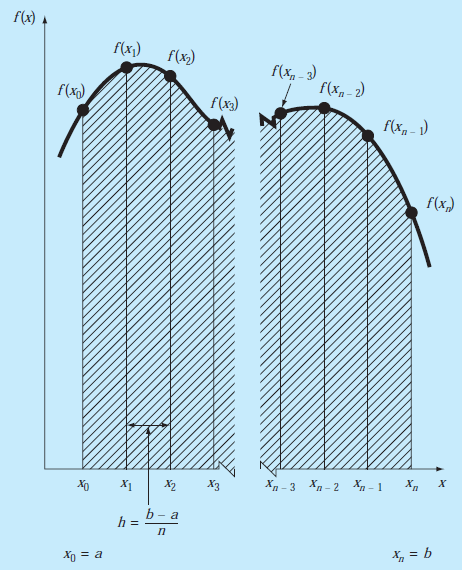 f(x)
f(x₀)
f(x₁)
f(x₂)
f(x₃)
f(xₙ ₋ ₃)
f(xₙ ₋ ₂)
f(xₙ ₋ ₁)
f(xₙ)
x₀ x₁ x₂ x₃ xₙ ₋ ₃ xₙ ₋ ₂ xₙ ₋ ₁ xₙ x
h = b – a
n
x₀ = a xₙ = b